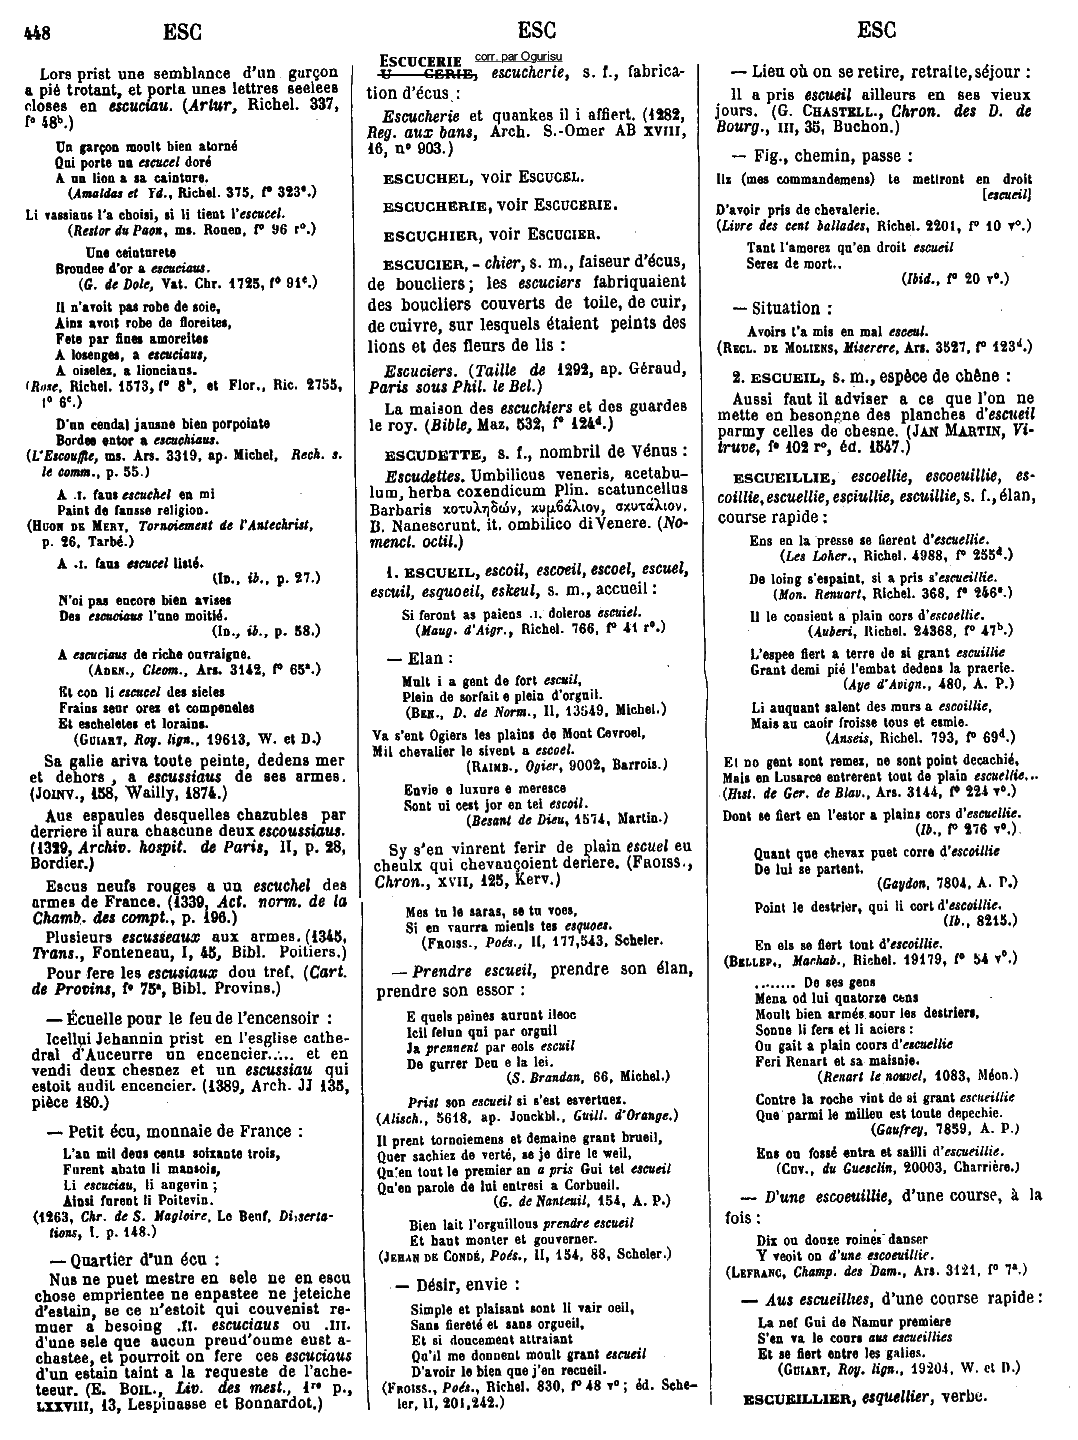 448 ESC ESC ESC
Lors prist une semblance d'un gurçon
a pié trotant, et porta unes lettres seelees
closes en escuciau. (Artur, Richel. 337,
f° 48ᵇ.)
Un garçon moult bien atorné
Qui porte un escucel doré
A un lion a sa cainture.
(Amaldas et Yd., Richel. 375, f° 323ᵉ.)
Li vassiaus l'a choisi, si li tient l'escucel.
(Restor du Paon, ms. Rouen, f° 96 r°.)
Une ceinturete
Broudee d'or a escuciaus.
(G. de Dole, Vat. Chr. 1725, f° 91ᶜ.)
Il n'avoit pas robe de soie,
Ains avoit robe de floreites,
Fete par fines amoreites
A losenges, a escuciaus,
A oiselez, a lionciaus.
(Rose, Richel. 1573, f° 8ᵇ, et Flor., Ric. 2755,
f° 6ᶜ.)
D'un cendal jausne bien porpointe
Bordee entor a escuchiaus.
(L'Escouffle, ms. Ars. 3319, ap. Michel, Rech. s.
le comm., p. 55.)
A .I. faus escuchel en mi
Paint de fausse religion.
(HUON DE MERY, Tornoiement de l'Antechrist,
p. 26, Tarbé.)
A .I. faus escucel listé.
(ID., ib., p. 27.)
N'oi pas encore bien avises
Des escuciaus l'une moitié.
(ID., ib., p. 58.)
A escuciaus de riche ouvraigne.
(ADEN., Cleom., Ars. 3142, f° 65ᵃ.)
Et con li escucel des sieles
Frains seur orez et compeneles
Et escheletes et lorains.
(GUIART, Roy. lign., 19613, W. et D.)
Sa galie ariva toute peinte, dedens mer
et dehors, a escussiaus de ses armes.
(JOINV., 158, Wailly, 1874.)
Aus espaules desquelles chazubles par
derriere il aura chascune deux escoussiaus.
(1329, Archiv. hospit. de Paris, II, p. 28,
Bordier.)
Escus neufs rouges a un escuchel des
armes de France. (1339, Act. norm. de la
Chamb. des compt., p. 196.)
Plusieurs escusseaux aux armes. (1345,
Trans., Fonteneau, I, 45, Bibl. Poitiers.)
Pour fere les escusiaux dou tref. (Cart.
de Provins, f° 75ᵃ, Bibl. Provins.)
— Écuelle pour le feu de l'encensoir :
Icellui Jehannin prist en l'esglise cathe-
dral d'Auceurre un encencier...... et en
vendi deux chesnez et un escussiau qui
estoit audit encencier. (1389, Arch. JJ 135,
pièce 180.)
— Petit écu, monnaie de France :
L'an mil deus cents soixante trois,
Furent abatu li mansois,
Li escuciau, li angevin ;
Ainsi furent li Poitevin.
(1263, Chr. de S. Magloire, Le Beuf, Disserta-
tions, I. p. 148.)
— Quartier d'un écu :
Nus ne puet mestre en sele ne en escu
chose emprientee ne enpastee ne jeteiche
d'estain, se ce n'estoit qui couvenist re-
muer a besoing .II. escuciaus ou .III.
d'une sele que aucun preud'oume eust a-
chastee, et pourroit on fere ces escuciaus
d'un estain taint a la requeste de l'ache-
teeur. (E. BOIL., Liv. des mest., 1ʳᵉ p.,
LXXVIII, 13, Lespinasse et Bonnardot.)
ESCUCERIE corr. par Ogurisu
U CERIE, escucherie, s. f., fabrica-
tion d'écus :
Escucherie et quankes il i affiert. (1282,
Reg. aux bans, Arch. S.-Omer AB XVIII,
16, n° 903.)
ESCUCHEL, voir ESCUCEL.
ESCUCHERIE, voir ESCUCERIE.
ESCUCHIER, voir ESCUCIER.
ESCUCIER, - chier, s. m., faiseur d'écus,
de boucliers ; les escuciers fabriquaient
des boucliers couverts de toile, de cuir,
de cuivre, sur lesquels étaient peints des
lions et des fleurs de lis :
Escuciers. (Taille de 1292, ap. Géraud,
Paris sous Phil. le Bel.)
La maison des escuchiers et des guardes
le roy. (Bible, Maz. 532, f° 124ᵈ.)
ESCUDETTE, s. f., nombril de Vénus :
Escudettes. Umbilicus veneris, acetabu-
lum, herba coxendicum Plin. scatuncellus
Barbaris κοτυληδών, κυμβάλιον, σκυτάλιον.
B. Nanescrunt. it. ombilico di Venere. (No-
mencl. octil.)
1. ESCUEIL, escoil, escoeil, escoel, escuel,
escuil, esquoeil, eskeul, s. m., accueil :
Si feront as paiens .I. doleros escuiel.
(Maug. d'Aigr., Richel. 766, f° 41 r°.)
— Elan :
Mult i a gent de fort escuil,
Plein de sorfait e plein d'orguil.
(BEN., D. de Norm., II, 13549, Michel.)
Va s'ent Ogiers les plains de Mont Cevroel,
Mil chevalier le sivent a escoel.
(RAIMB., Ogier, 9002, Barrois.)
Envie e luxure e meresce
Sont ui cest jor en tel escoil.
(Besant de Dieu, 1574, Martin.)
Sy s'en vinrent ferir de plain escuel eu
cheulx qui chevauçoient deriere. (FROISS.,
Chron., XVII, 125, Kerv.)
Mes tu le saras, se tu voes,
Si en vaurra mieuls tes esquoes.
(FROISS., Poés., II, 177,543, Scheler.
— Prendre escueil, prendre son élan,
prendre son essor :
E quels peines aurunt ileoc
Icil felun qui par orguil
Ja prennent par eols escuil
De gurrer Deu e la lei.
(S. Brandan, 66, Michel.)
Prist son escueil si s'est esvertuez.
(Alisch., 5618, ap. Jonckbl., Guill. d'Orange.)
Il prent tornoiemens et demaine grant brueil,
Quer sachiez de verté, se je dire le weil,
Qu'en tout le premier an a pris Gui tel escueil
Qu'en parole de lui entresi a Corbueil.
(G. de Nanteuil, 154, A. P.)
Bien lait l'orguillous prendre escueil
Et haut monter et gouverner.
(JEHAN DE CONDÉ, Poés., II, 154, 88, Scheler.)
— Désir, envie :
Simple et plaisant sont li vair oeil,
Sans fiereté et sans orgueil,
Et si doucement attraiant
Qu'il me donnent moult grant escueil
D'avoir le bien que j'en recueil.
(FROISS., Poés., Richel. 830, f° 48 v° ; éd. Sche-
ler, II, 201,242.)
— Lieu où on se retire, retraite, séjour :
Il a pris escueil ailleurs en ses vieux
jours. (G. CHASTELL., Chron. des D. de
Bourg., III, 35, Buchon.)
— Fig., chemin, passe :
Ilz (mes commandemens) te metiront en droit
[escueil]
D'avoir pris de chevalerie.
(Livre des cent ballades, Richel. 2201, f° 10 v°.)
Tant l'amerez qu'en droit escueil
Serez de mort..
(Ibid., f° 20 v°.)
— Situation :
Avoirs t'a mis en mal esceul.
(RECL. DE MOLIENS, Miserere, Ars. 3527, f° 123ᵈ.)
2. ESCUEIL, s. m., espèce de chêne :
Aussi faut il adviser a ce que l'on ne
mette en besongne des planches d'escueil
parmy celles de chesne. (JAN MARTIN, Vi-
truve, f° 102 r°, éd. 1547.)
ESCUEILLIE, escoellie, escoeuillie, es-
coillie, escuellie, esciullie, escuillie, s. f., élan,
course rapide :
Ens en la presse se fierent d'escuellie.
(Les Loher., Richel. 4988, f° 255ᵈ.)
De loing s'espaint, si a pris s'escueillie.
(Mon. Renuart, Richel. 368, f° 246ᵃ.)
Il le consient a plain cors d'escoellie.
(Auberi, Richel. 24368, f° 47ᵇ.)
L'espee fiert a terre de si grant escuillie
Grant demi pié l'embat dedens la praerie.
(Aye d'Avign., 480, A. P.)
Li auquant salent des murs a escoillie,
Mais au caoir froisse tous et esmie.
(Anseis, Richel. 793, f° 69ᵈ.)
Et no gent sont remez, ne sont point decachié,
Mais en Lusarce entrerent tout de plain escuellie...
(Hist. de Ger. de Blav., Ars. 3144, f° 224 v°.)
Dont se fiert en l'estor a plains cors d'escuellie.
(Ib., f° 276 v°.)
Quant que chevax puet corre d'escoillie
De lui se partent.
(Gaydon, 7804, A. P.)
Point le destrier, qui li cort d'escoillie.
(Ib., 8215.)
En els se fiert tout d'escoillie.
(BELLEP., Machab., Richel. 19179, f° 54 v°.)
........ De ses gens
Mena od lui quatorze cens
Moult bien armés sour les destriers,
Sonne li fers et li aciers :
Ou gait a plain cours d'escuellie
Feri Renart et sa maisnie.
(Renart le nouvel, 1083, Méon.)
Contre la roche vint de si grant escueillie
Que parmi le milieu est toute depechie.
(Gaufrey, 7859, A. P.)
Ens ou fossé entra et sailli d'escueillie.
(CUV., du Guesclin, 20003, Charrière.)
— D'une escoeuillie, d'une course, à la
fois :
Dix ou douze roines danser
Y veoit on d'une escoeuillie.
(LEFRANC, Champ. des Dam., Ars. 3121, f° 7ᵃ.)
— Aus escueillies, d'une course rapide :
La nef Gui de Namur premiere
S'en va le cours aus escueillies
Et se fiert entre les galies.
(GUIART, Roy. lign., 19204, W. et D.)
ESCUEILLIER, esquellier, verbe.